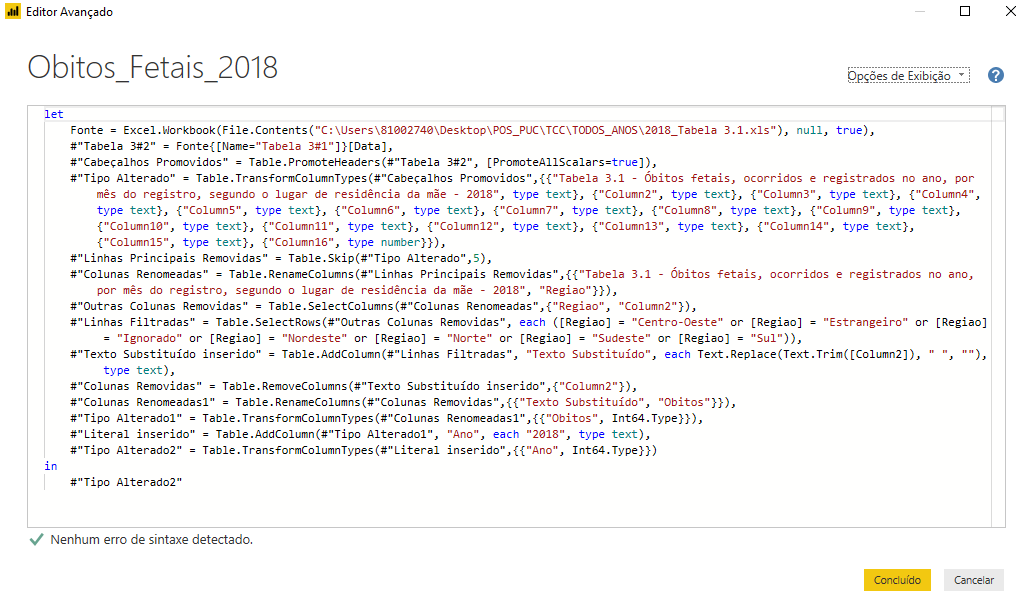 Editor Avançado
Obitos_Fetais_2018
Opções de Exibição
?
let
Fonte = Excel.Workbook(File.Contents("C:\Users\81002740\Desktop\POS_PUC\TCC\TODOS_ANOS\2018_Tabela 3.1.xls"), null, true),
#"Tabela 3#2" = Fonte{[Name="Tabela 3#1"]}[Data],
#"Cabeçalhos Promovidos" = Table.PromoteHeaders(#"Tabela 3#2", [PromoteAllScalars=true]),
#"Tipo Alterado" = Table.TransformColumnTypes(#"Cabeçalhos Promovidos",{{"Tabela 3.1 - Óbitos fetais, ocorridos e registrados no ano, por
mês do registro, segundo o lugar de residência da mãe - 2018", type text}, {"Column2", type text}, {"Column3", type text}, {"Column4",
type text}, {"Column5", type text}, {"Column6", type text}, {"Column7", type text}, {"Column8", type text}, {"Column9", type text},
{"Column10", type text}, {"Column11", type text}, {"Column12", type text}, {"Column13", type text}, {"Column14", type text},
{"Column15", type text}, {"Column16", type number}}),
#"Linhas Principais Removidas" = Table.Skip(#"Tipo Alterado",5),
#"Colunas Renomeadas" = Table.RenameColumns(#"Linhas Principais Removidas",{{"Tabela 3.1 - Óbitos fetais, ocorridos e registrados no ano,
por mês do registro, segundo o lugar de residência da mãe - 2018", "Regiao"}}),
#"Outras Colunas Removidas" = Table.SelectColumns(#"Colunas Renomeadas",{"Regiao", "Column2"}),
#"Linhas Filtradas" = Table.SelectRows(#"Outras Colunas Removidas", each ([Regiao] = "Centro-Oeste" or [Regiao] = "Estrangeiro" or [Regiao]
= "Ignorado" or [Regiao] = "Nordeste" or [Regiao] = "Norte" or [Regiao] = "Sudeste" or [Regiao] = "Sul")),
#"Texto Substituído inserido" = Table.AddColumn(#"Linhas Filtradas", "Texto Substituído", each Text.Replace(Text.Trim([Column2]), " ", ""),
type text),
#"Colunas Removidas" = Table.RemoveColumns(#"Texto Substituído inserido",{"Column2"}),
#"Colunas Renomeadas1" = Table.RenameColumns(#"Colunas Removidas",{{"Texto Substituído", "Obitos"}}),
#"Tipo Alterado1" = Table.TransformColumnTypes(#"Colunas Renomeadas1",{{"Obitos", Int64.Type}}),
#"Literal inserido" = Table.AddColumn(#"Tipo Alterado1", "Ano", each "2018", type text),
#"Tipo Alterado2" = Table.TransformColumnTypes(#"Literal inserido",{{"Ano", Int64.Type}})
in
#"Tipo Alterado2"
Nenhum erro de sintaxe detectado.
Concluído
Cancelar